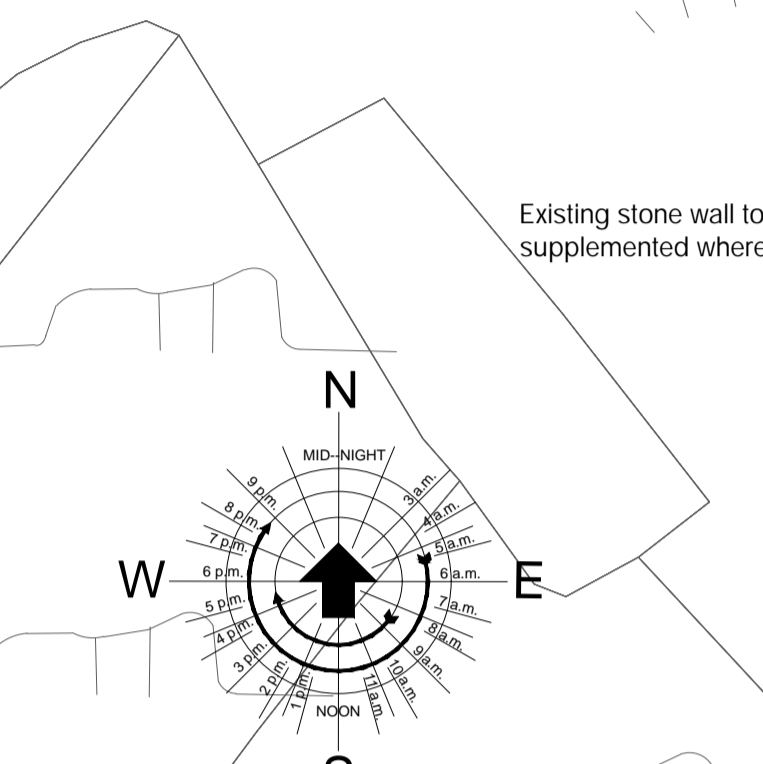 Existing stone wall to
supplemented where
N
MID--NIGHT
9 p.m.
3 a.m.
8 p.m.
4 a.m.
7 p.m.
5 a.m.
W
6 p.m.
6 a.m.
E
5 p.m.
7 a.m.
4 p.m.
8 a.m.
3 p.m.
9 a.m.
2 p.m.
10 a.m.
1 p.m.
11 a.m.
NOON
S